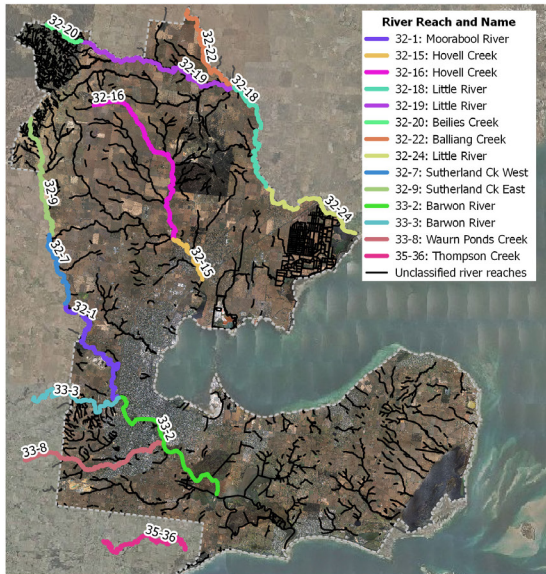 River Reach and Name
32-1: Moorabool River
32-15: Hovell Creek
32-16: Hovell Creek
32-18: Little River
32-19: Little River
32-20: Beilies Creek
32-22: Balliang Creek
32-24: Little River
32-7: Sutherland Ck West
32-9: Sutherland Ck East
33-2: Barwon River
33-3: Barwon River
33-8: Waurn Ponds Creek
35-36: Thompson Creek
Unclassified river reaches
32-20
32-22
32-19
32-18
32-16
32-9
32-24
32-7
32-15
32-1
33-3
33-2
33-8
35-36